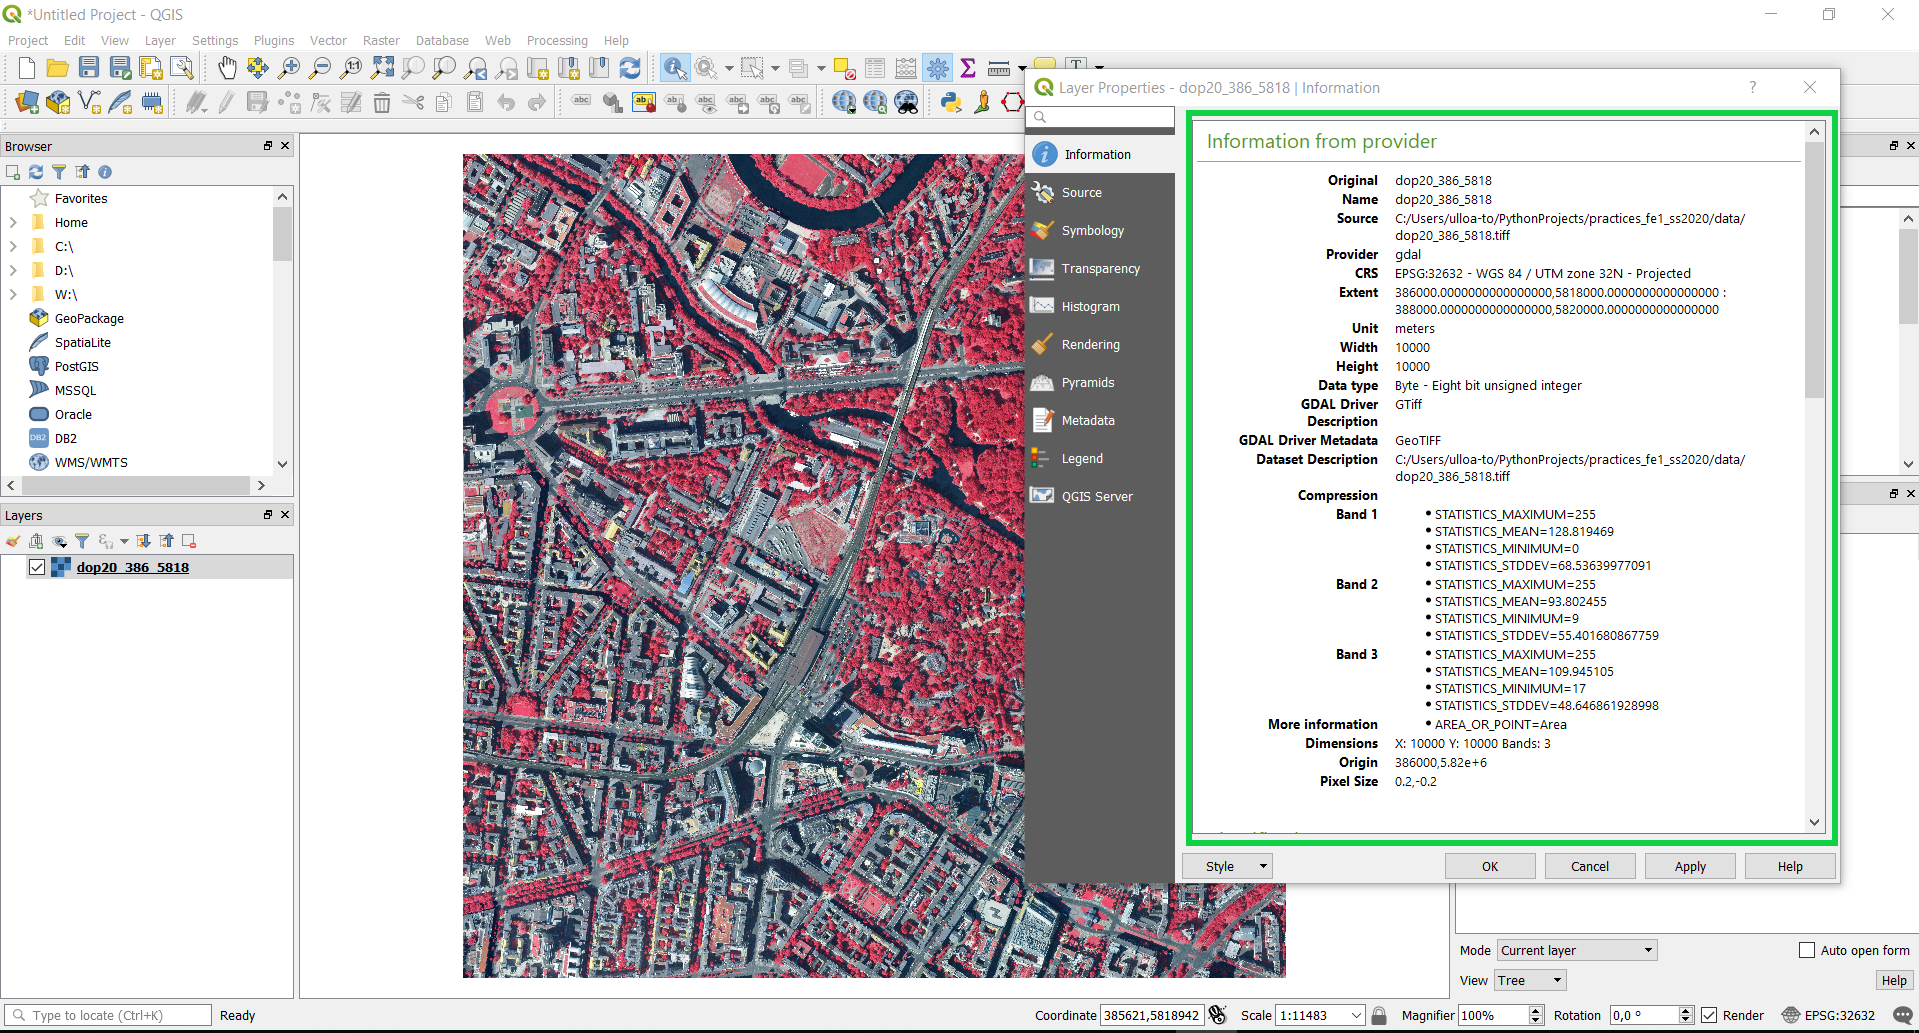 *Untitled Project - QGIS
Project Edit View Layer Settings Plugins Vector Raster Database Web Processing Help
Browser
Favorites
Home
C:\
D:\
W:\
GeoPackage
SpatiaLite
PostGIS
MSSQL
Oracle
DB2
WMS/WMTS
Layers
dop20_386_5818
Layer Properties - dop20_386_5818 | Information
Information
Source
Symbology
Transparency
Histogram
Rendering
Pyramids
Metadata
Legend
QGIS Server
Information from provider
Original dop20_386_5818
Name dop20_386_5818
Source C:/Users/ulloa-to/PythonProjects/practices_fe1_ss2020/data/
dop20_386_5818.tiff
Provider gdal
CRS EPSG:32632 - WGS 84 / UTM zone 32N - Projected
Extent 386000.0000000000000000,5818000.0000000000000000 :
388000.0000000000000000,5820000.0000000000000000
Unit meters
Width 10000
Height 10000
Data type Byte - Eight bit unsigned integer
GDAL Driver GTiff
Description
GDAL Driver Metadata GeoTIFF
Dataset Description C:/Users/ulloa-to/PythonProjects/practices_fe1_ss2020/data/
dop20_386_5818.tiff
Compression
Band 1 • STATISTICS_MAXIMUM=255
• STATISTICS_MEAN=128.819469
• STATISTICS_MINIMUM=0
• STATISTICS_STDDEV=68.53639977091
Band 2 • STATISTICS_MAXIMUM=255
• STATISTICS_MEAN=93.802455
• STATISTICS_MINIMUM=9
• STATISTICS_STDDEV=55.401680867759
Band 3 • STATISTICS_MAXIMUM=255
• STATISTICS_MEAN=109.945105
• STATISTICS_MINIMUM=17
• STATISTICS_STDDEV=48.646861928998
More information • AREA_OR_POINT=Area
Dimensions X: 10000 Y: 10000 Bands: 3
Origin 386000,5.82e+6
Pixel Size 0.2,-0.2
Style OK Cancel Apply Help
Mode Current layer Auto open form
View Tree Help
Type to locate (Ctrl+K) Ready Coordinate 385621,5818942 Scale 1:11483 Magnifier 100% Rotation 0,0 ° Render EPSG:32632